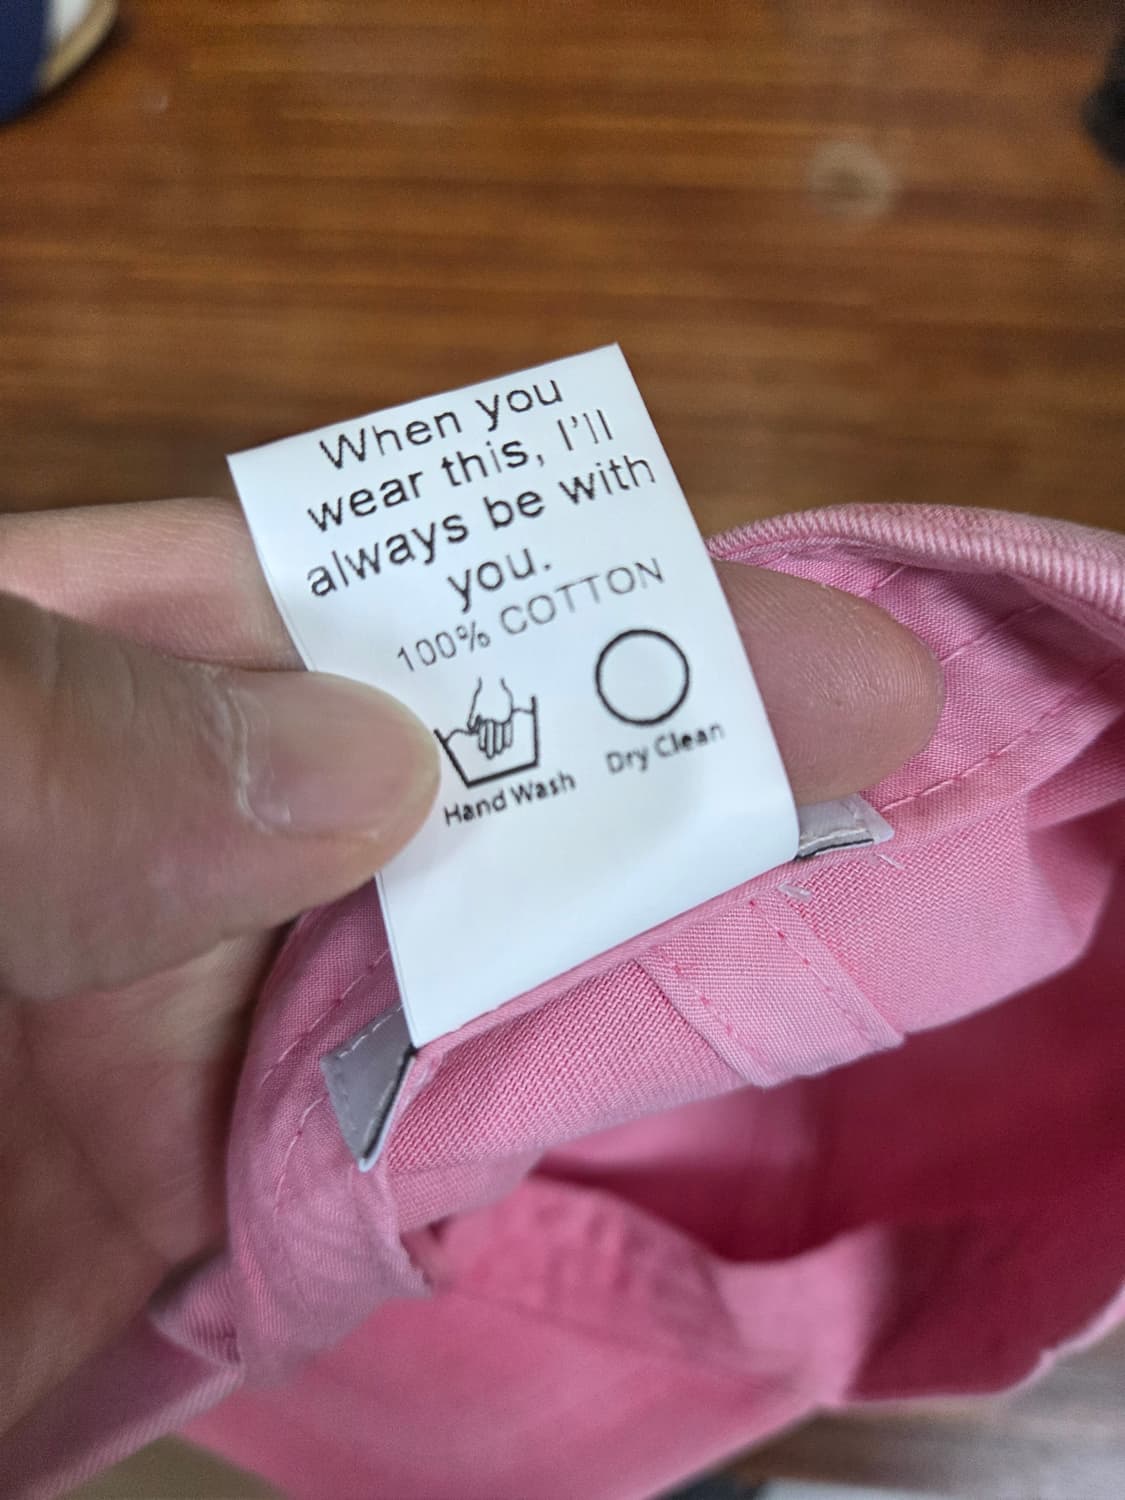 When you
wear this, I'll
always be with
you.
100% COTTON
Hand Wash
Dry Clean